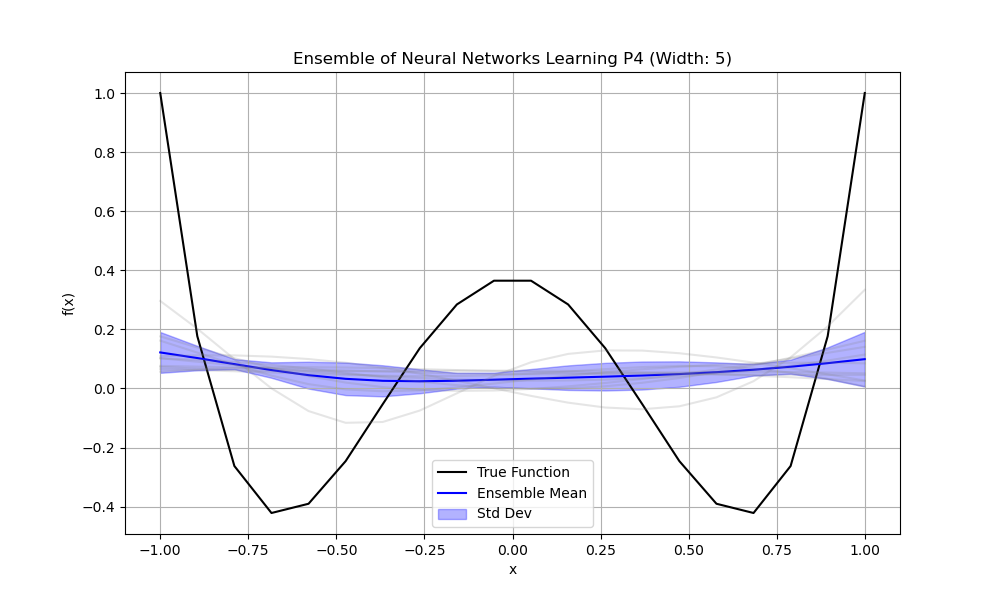 Ensemble of Neural Networks Learning P4 (Width: 5)
1.0
0.8
0.6
0.4
0.2
0.0
−0.2
−0.4
f(x)
True Function
Ensemble Mean
Std Dev
−1.00 −0.75 −0.50 −0.25 0.00 0.25 0.50 0.75 1.00
x